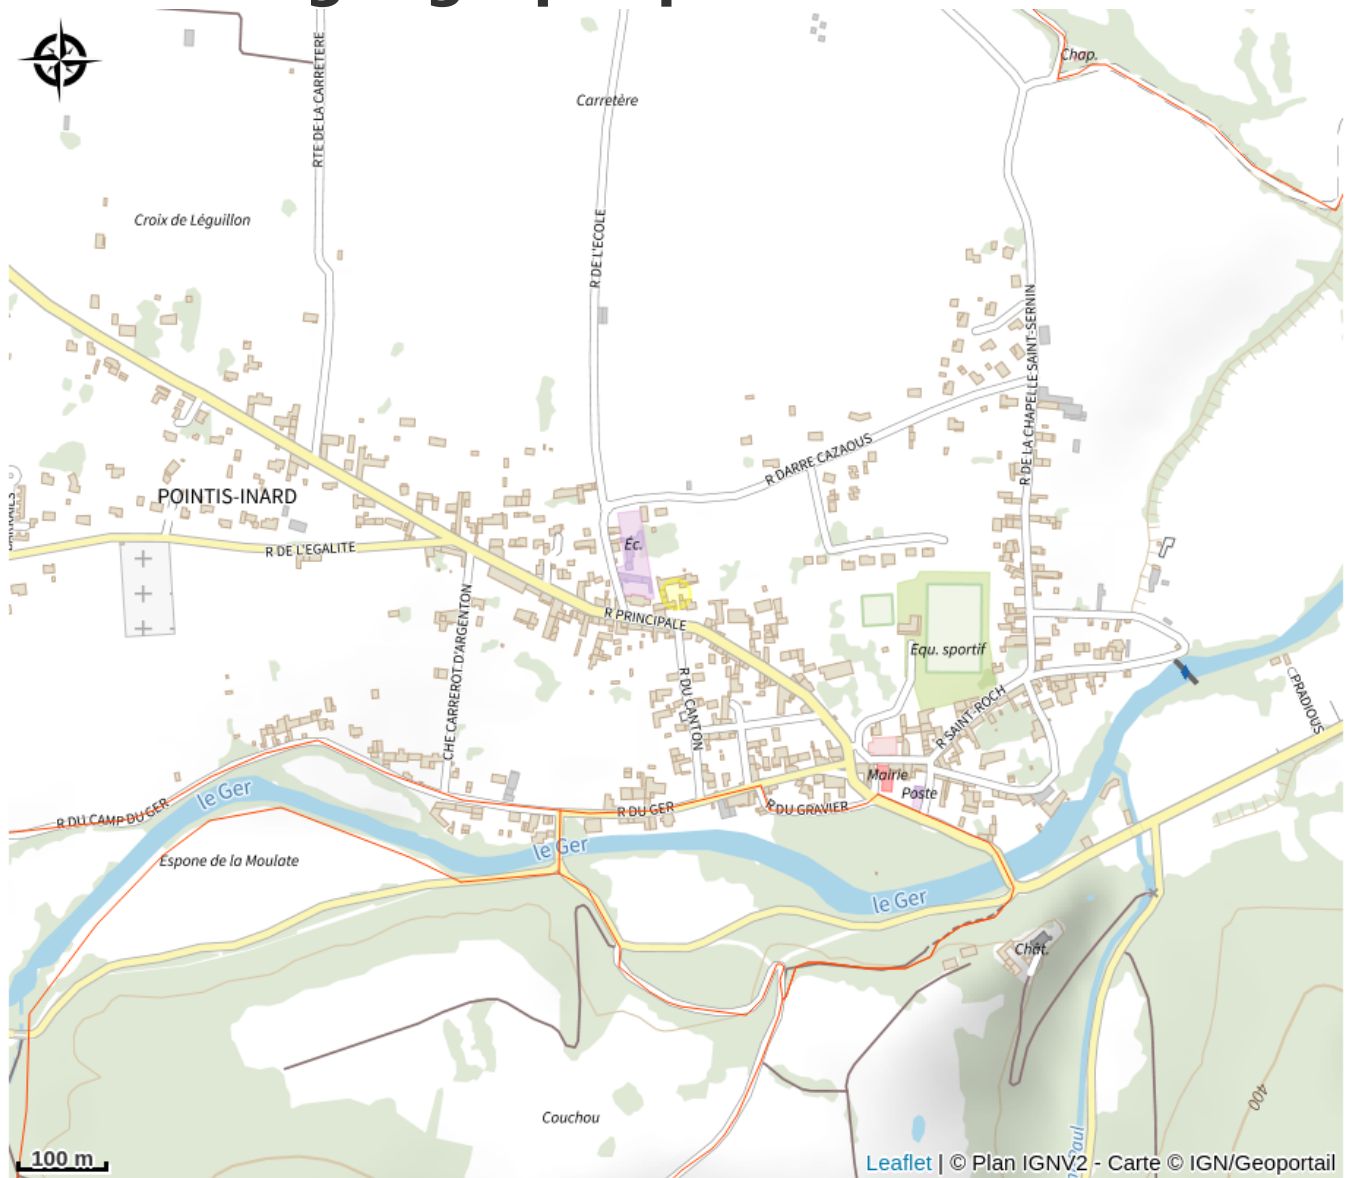 Chap.
RTE DE LA CARRETERE
Carretère
Croix de Léguillon
R DE L'ECOLE
R DE LA CHAPELLE SAINT-SERNIN
R DARRE CAZAOUS
POINTIS-INARD
R DE L'EGALITE
Éc.
R PRINCIPALE
CHE CARREROT D'ARGENTON
Equ. sportif
R DU CANTON
R SAINT-ROCH
C PRADIOUS
Mairie
Poste
le Ger
R DU CAMP DU GER
R DU GER
R DU GRAVIER
le Ger
Espone de la Moulate
le Ger
Chât.
Couchou
400
100 m
Leaflet | © Plan IGNV2 - Carte © IGN/Geoportail